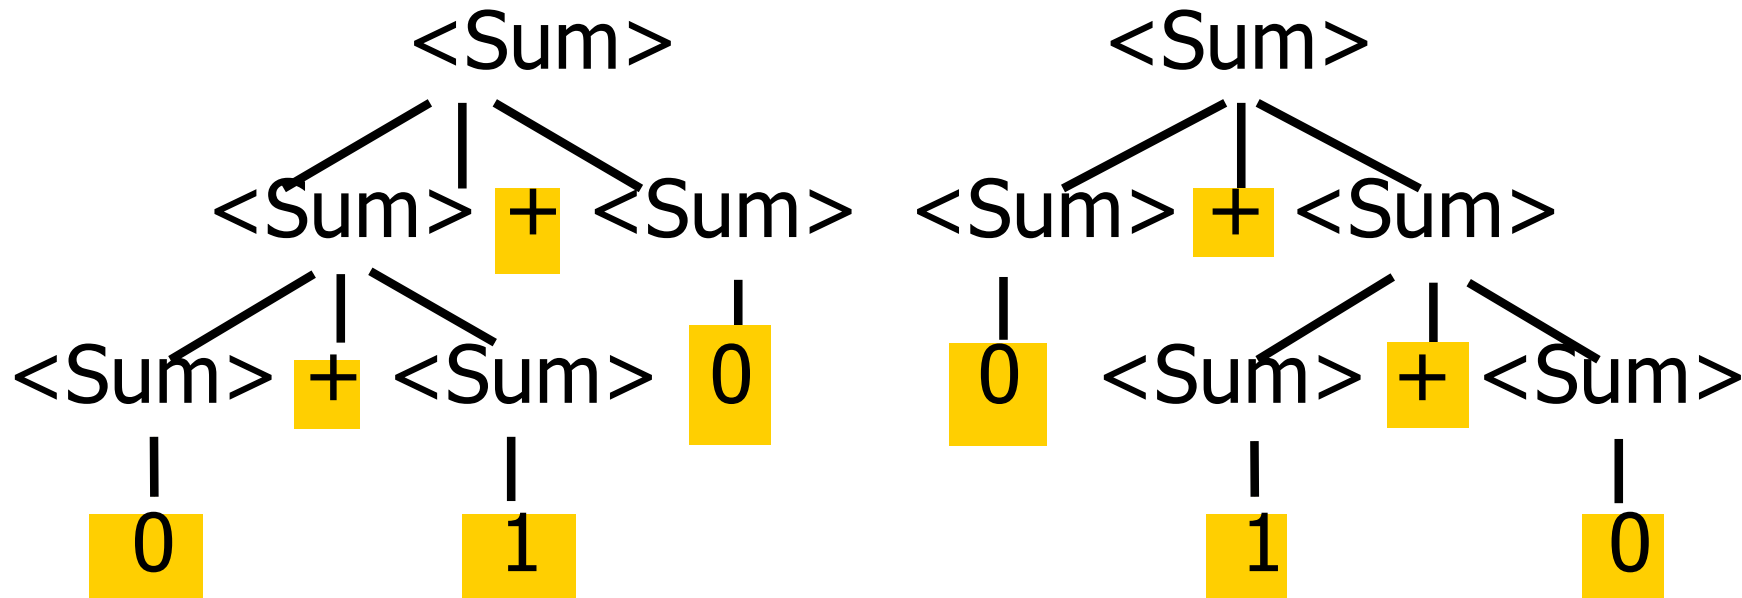 <Sum> <Sum>
<Sum> + <Sum> <Sum> + <Sum>
<Sum> + <Sum> 0 0 <Sum> + <Sum>
0 1 1 0